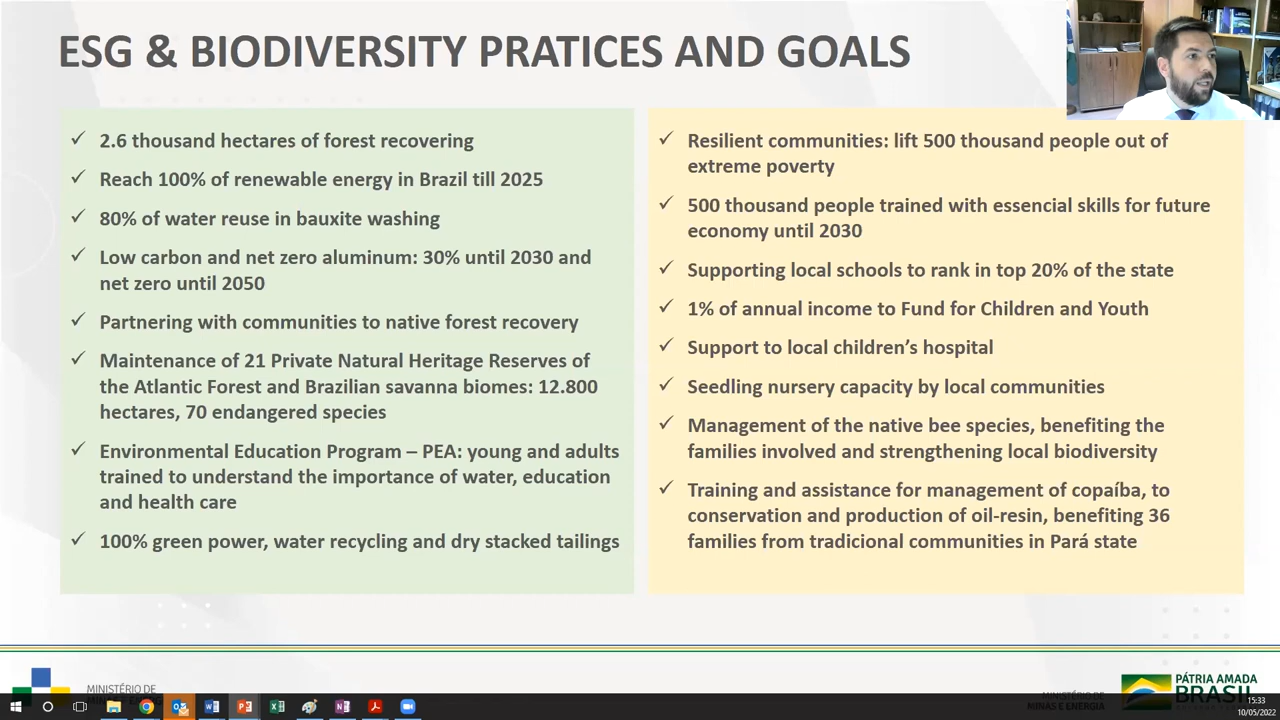 ESG & BIODIVERSITY PRATICES AND GOALS
✓ 2.6 thousand hectares of forest recovering
✓ Reach 100% of renewable energy in Brazil till 2025
✓ 80% of water reuse in bauxite washing
✓ Low carbon and net zero aluminum: 30% until 2030 and
net zero until 2050
✓ Partnering with communities to native forest recovery
✓ Maintenance of 21 Private Natural Heritage Reserves of
the Atlantic Forest and Brazilian savanna biomes: 12.800
hectares, 70 endangered species
✓ Environmental Education Program – PEA: young and adults
trained to understand the importance of water, education
and health care
✓ 100% green power, water recycling and dry stacked tailings
✓ Resilient communities: lift 500 thousand people out of
extreme poverty
✓ 500 thousand people trained with essencial skills for future
economy until 2030
✓ Supporting local schools to rank in top 20% of the state
✓ 1% of annual income to Fund for Children and Youth
✓ Support to local children’s hospital
✓ Seedling nursery capacity by local communities
✓ Management of the native bee species, benefiting the
families involved and strengthening local biodiversity
✓ Training and assistance for management of copaíba, to
conservation and production of oil-resin, benefiting 36
families from tradicional communities in Pará state
MINISTÉRIO DE
MINAS E ENERGIA
MINISTÉRIO DE
MINAS E ENERGIA
PÁTRIA AMADA
BRASIL
15:33
10/05/2022